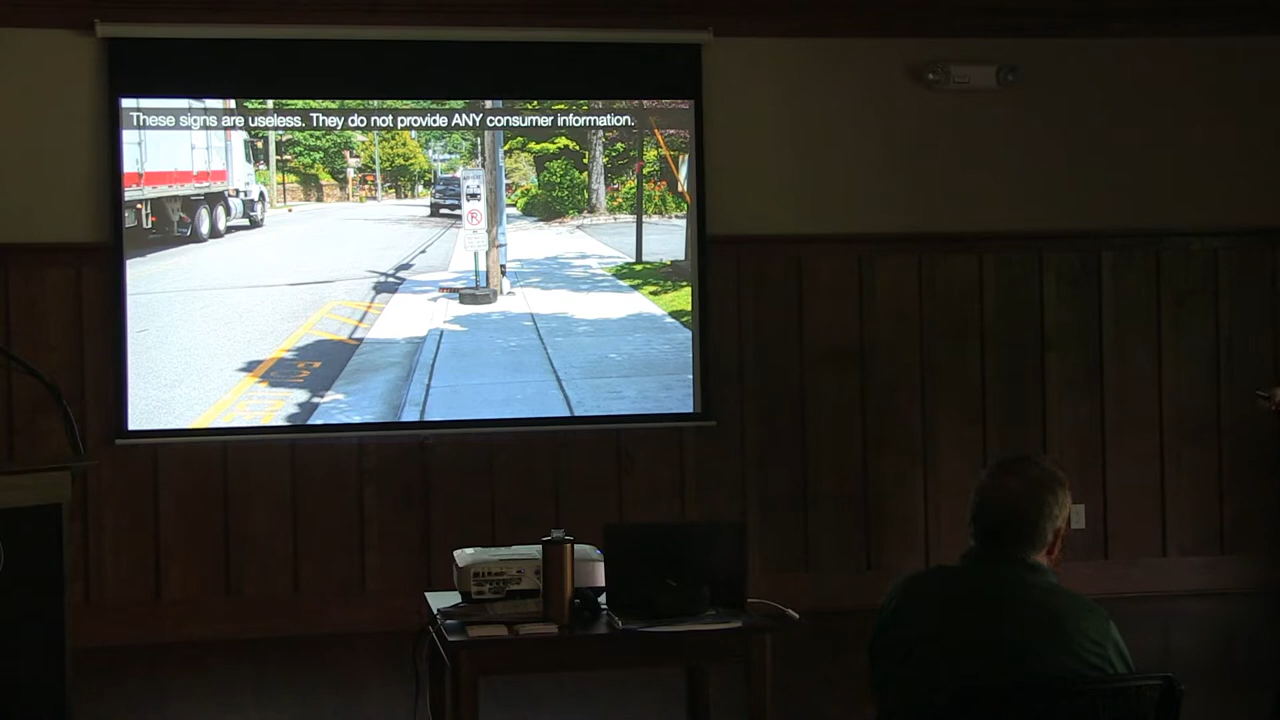 These signs are useless. They do not provide ANY consumer information.